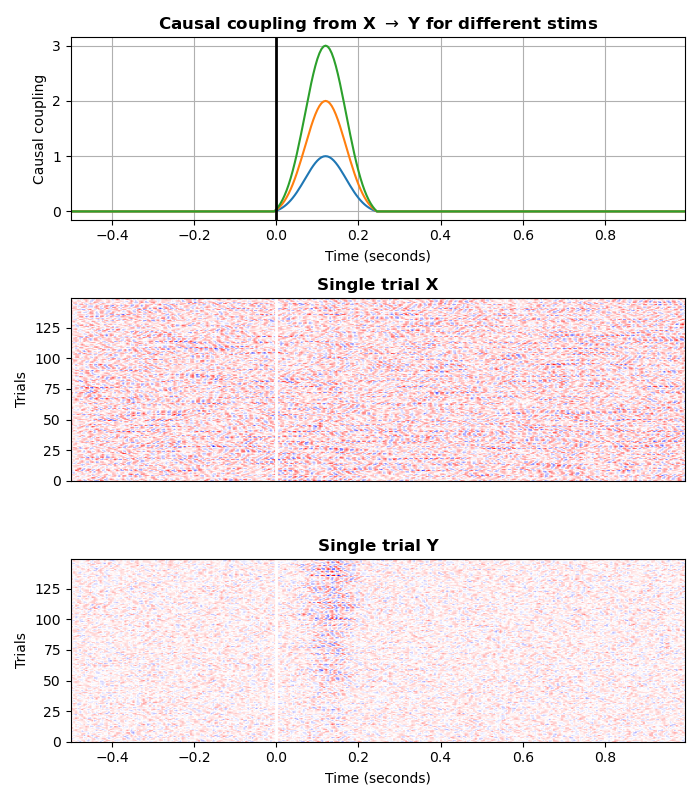 Causal coupling from X → Y for different stims
Causal coupling
3
2
1
0
−0.4 −0.2 0.0 0.2 0.4 0.6 0.8
Time (seconds)
Single trial X
Trials
125
100
75
50
25
0
Single trial Y
Trials
125
100
75
50
25
0
−0.4 −0.2 0.0 0.2 0.4 0.6 0.8
Time (seconds)